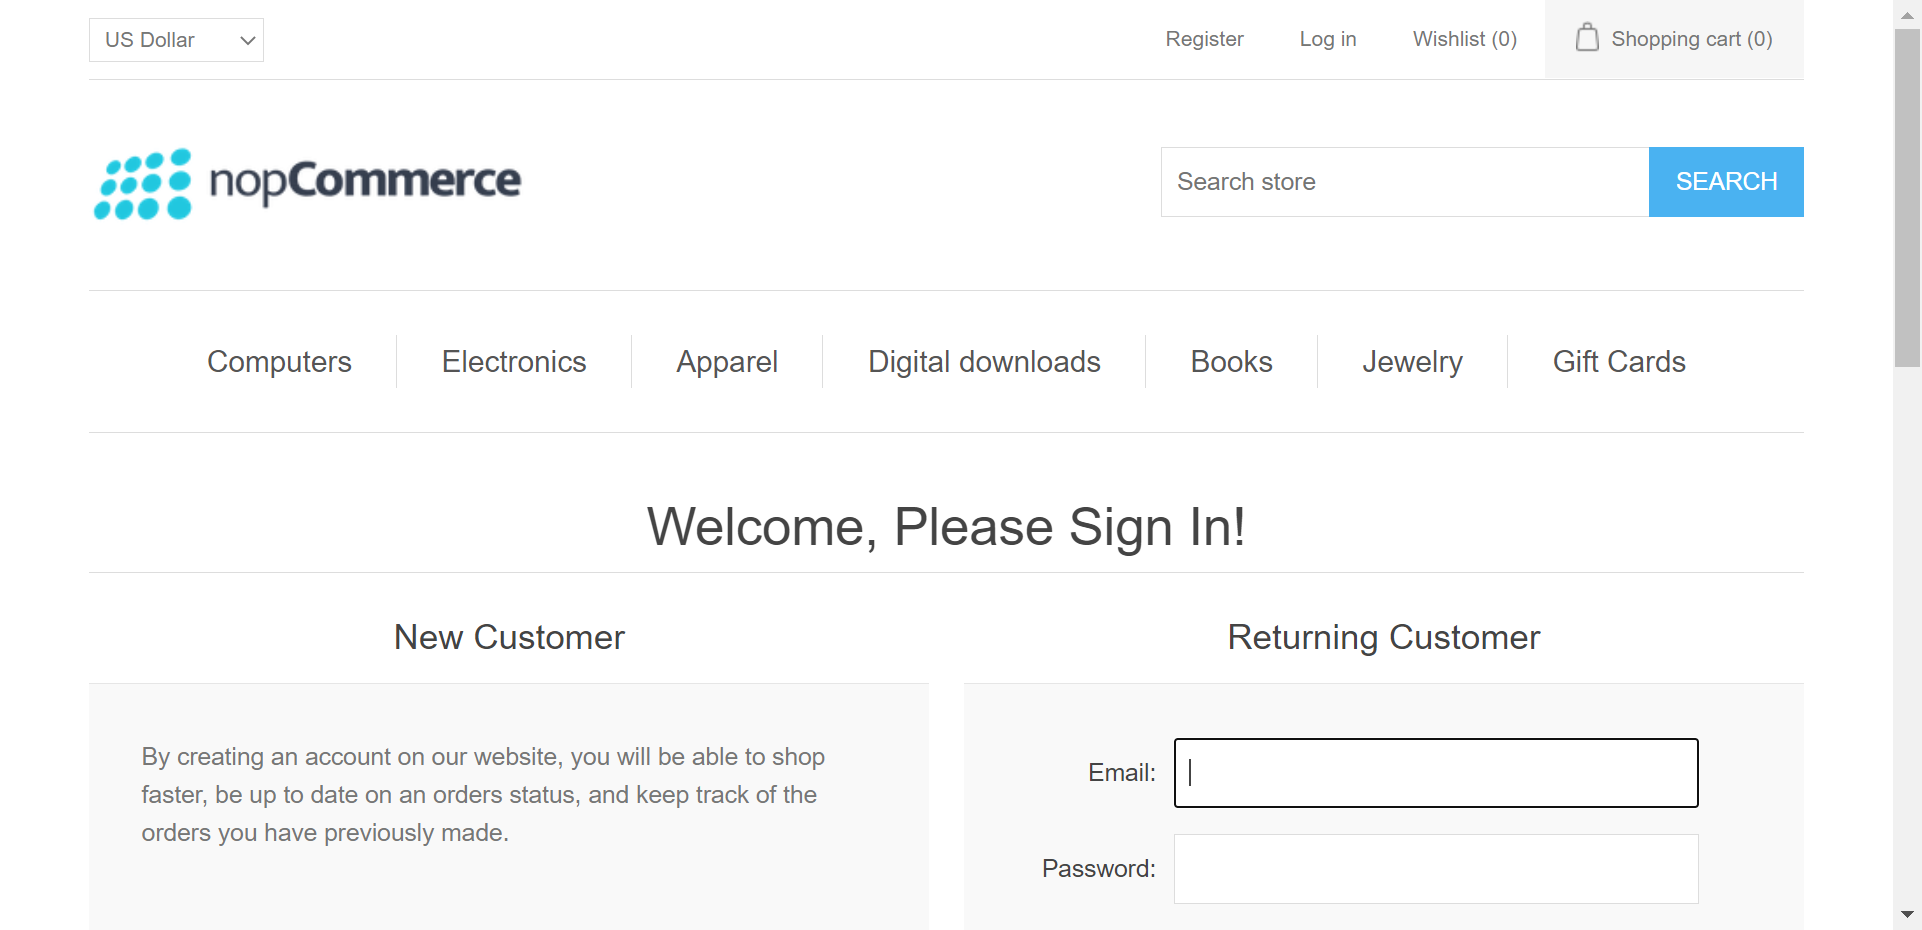 US Dollar
Register
Log in
Wishlist (0)
Shopping cart (0)
nopCommerce
Search store
SEARCH
Computers
Electronics
Apparel
Digital downloads
Books
Jewelry
Gift Cards
Welcome, Please Sign In!
New Customer
By creating an account on our website, you will be able to shop
faster, be up to date on an orders status, and keep track of the
orders you have previously made.
Returning Customer
Email:
Password: